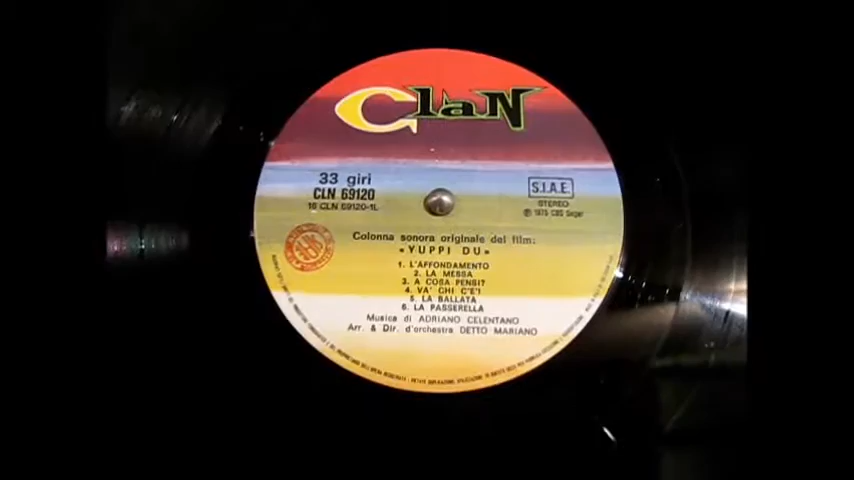 Clan
33 giri
CLN 69120
16 CLN 69120-1L
S.I.A.E.
STEREO
℗ 1975 CBS Sugar
Colonna sonora originale del film:
«YUPPI DU»
1. L'AFFONDAMENTO
2. LA MESSA
3. A COSA PENSI?
4. VA' CHI C'E'!
5. LA BALLATA
6. LA PASSERELLA
Musica di ADRIANO CELENTANO
Arr. & Dir. d'orchestra DETTO MARIANO